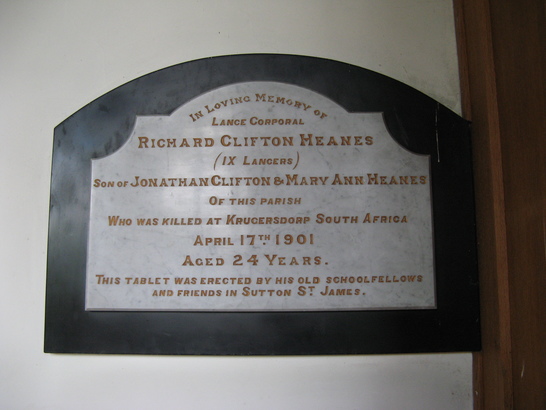 In Loving Memory of
Lance Corporal
Richard Clifton Heanes
(IX Lancers)
Son of Jonathan Clifton & Mary Ann Heanes
Of this parish
Who was killed at Krugersdorp South Africa
April 17th 1901
Aged 24 Years.
This tablet was erected by his old schoolfellows
and friends in Sutton St James.